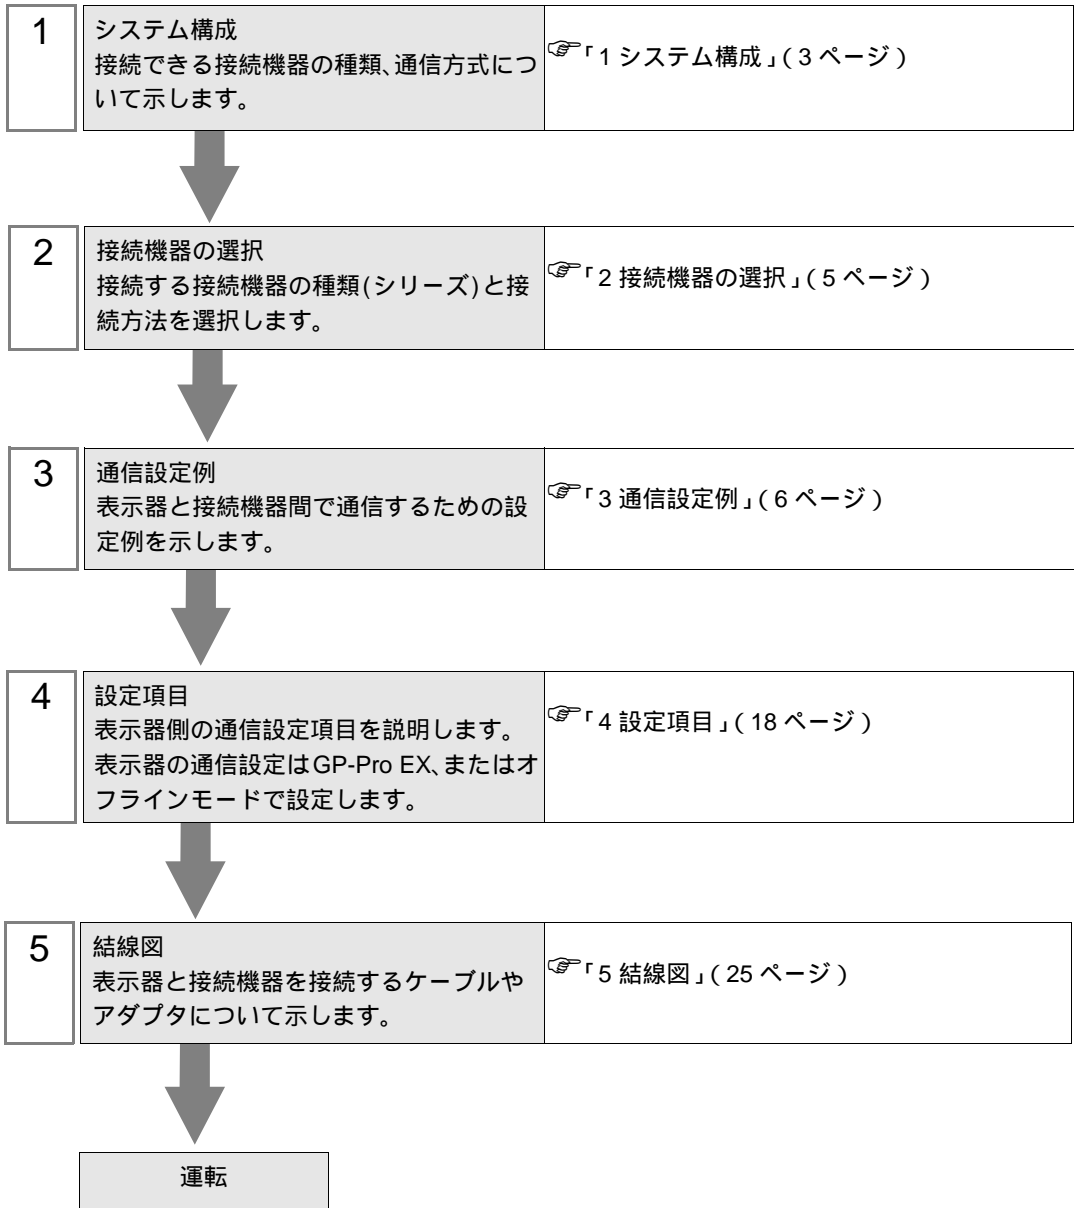 1
システム構成
接続できる接続機器の種類、通信方式につ
いて示します。
☞「1 システム構成」(3 ページ)
2
接続機器の選択
接続する接続機器の種類(シリーズ)と接
続方法を選択します。
☞「2 接続機器の選択」(5 ページ)
3
通信設定例
表示器と接続機器間で通信するための設
定例を示します。
☞「3 通信設定例」(6 ページ)
4
設定項目
表示器側の通信設定項目を説明します。
表示器の通信設定はGP-Pro EX、またはオ
フラインモードで設定します。
☞「4 設定項目」(18 ページ)
5
結線図
表示器と接続機器を接続するケーブルや
アダプタについて示します。
☞「5 結線図」(25 ページ)
運転